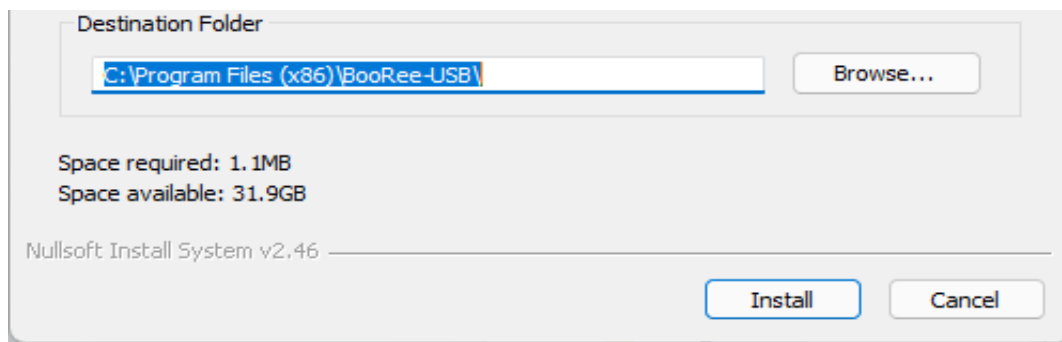 Destination Folder
C:\Program Files (x86)\BooRee-USB\
Browse...
Space required: 1.1MB
Space available: 31.9GB
Nullsoft Install System v2.46
Install
Cancel